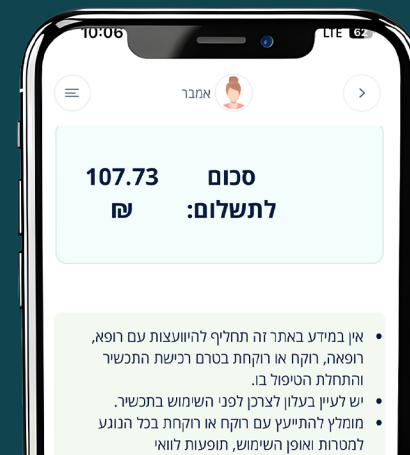 10:06
LTE 62
אמבר
סכום 107.73
לתשלום: ₪
אין במידע באתר זה תחליף להיוועצות עם רופא,
רופאה, רוקח או רוקחת בטרם רכישת התכשיר
והתחלת הטיפול בו.
יש לעיין בעלון לצרכן לפני השימוש בתכשיר.
מומלץ להתייעץ עם רוקח או רוקחת בכל הנוגע
למטרות ואופן השימוש, תופעות לוואי